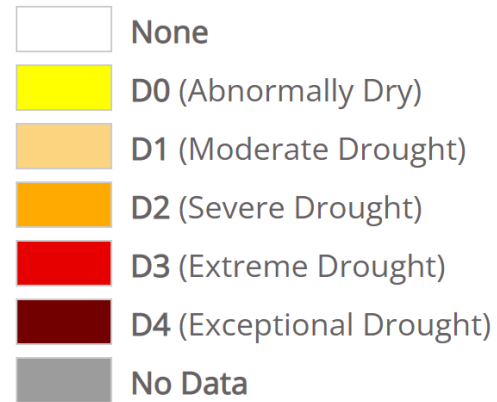 None
D0 (Abnormally Dry)
D1 (Moderate Drought)
D2 (Severe Drought)
D3 (Extreme Drought)
D4 (Exceptional Drought)
No Data